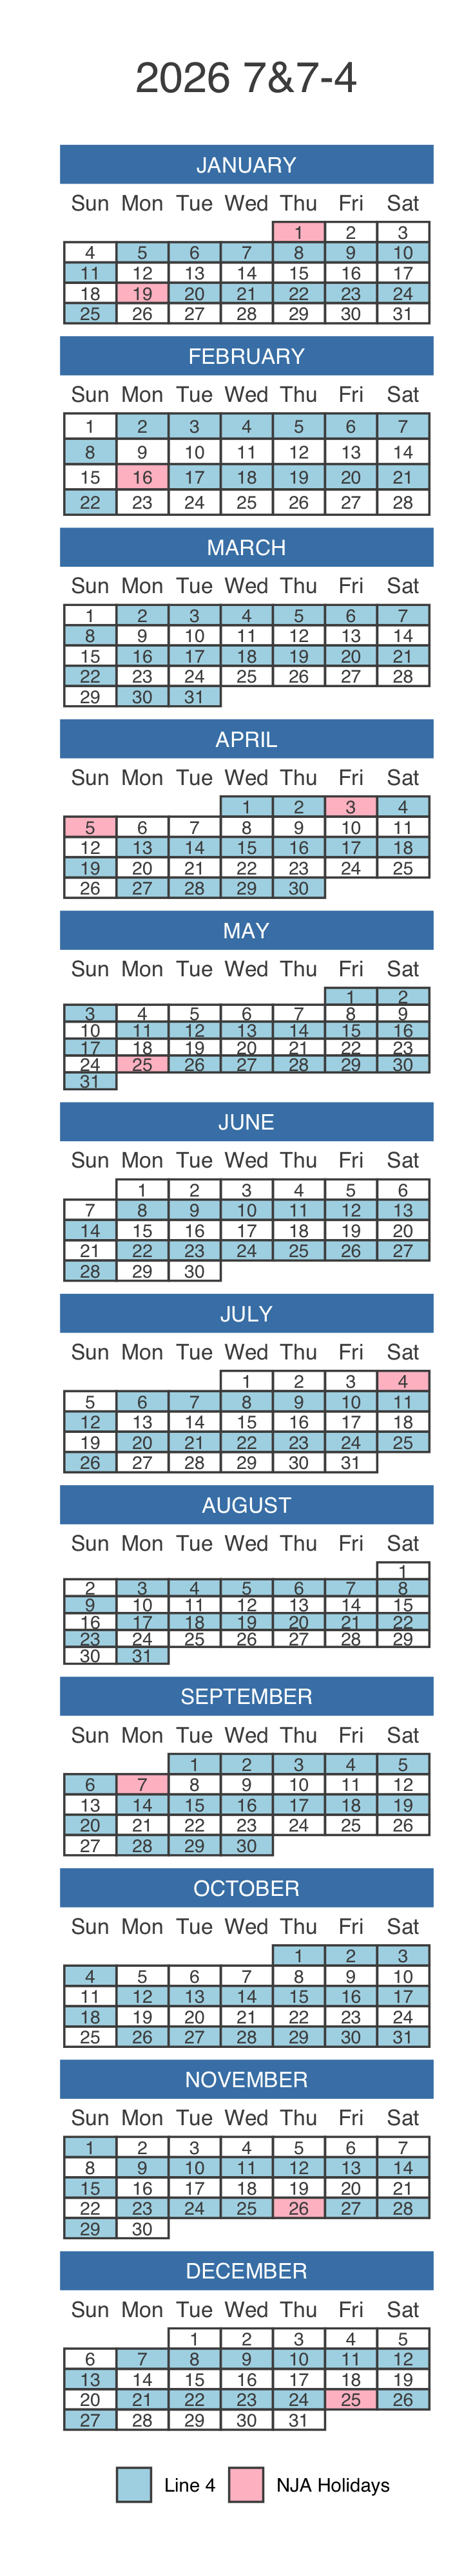 2026 7&7-4
JANUARY
Sun Mon Tue Wed Thu Fri Sat
1 2 3
4 5 6 7 8 9 10
11 12 13 14 15 16 17
18 19 20 21 22 23 24
25 26 27 28 29 30 31
FEBRUARY
Sun Mon Tue Wed Thu Fri Sat
1 2 3 4 5 6 7
8 9 10 11 12 13 14
15 16 17 18 19 20 21
22 23 24 25 26 27 28
MARCH
Sun Mon Tue Wed Thu Fri Sat
1 2 3 4 5 6 7
8 9 10 11 12 13 14
15 16 17 18 19 20 21
22 23 24 25 26 27 28
29 30 31
APRIL
Sun Mon Tue Wed Thu Fri Sat
1 2 3 4
5 6 7 8 9 10 11
12 13 14 15 16 17 18
19 20 21 22 23 24 25
26 27 28 29 30
MAY
Sun Mon Tue Wed Thu Fri Sat
1 2
3 4 5 6 7 8 9
10 11 12 13 14 15 16
17 18 19 20 21 22 23
24 25 26 27 28 29 30
31
JUNE
Sun Mon Tue Wed Thu Fri Sat
1 2 3 4 5 6
7 8 9 10 11 12 13
14 15 16 17 18 19 20
21 22 23 24 25 26 27
28 29 30
JULY
Sun Mon Tue Wed Thu Fri Sat
1 2 3 4
5 6 7 8 9 10 11
12 13 14 15 16 17 18
19 20 21 22 23 24 25
26 27 28 29 30 31
AUGUST
Sun Mon Tue Wed Thu Fri Sat
1
2 3 4 5 6 7 8
9 10 11 12 13 14 15
16 17 18 19 20 21 22
23 24 25 26 27 28 29
30 31
SEPTEMBER
Sun Mon Tue Wed Thu Fri Sat
1 2 3 4 5
6 7 8 9 10 11 12
13 14 15 16 17 18 19
20 21 22 23 24 25 26
27 28 29 30
OCTOBER
Sun Mon Tue Wed Thu Fri Sat
1 2 3
4 5 6 7 8 9 10
11 12 13 14 15 16 17
18 19 20 21 22 23 24
25 26 27 28 29 30 31
NOVEMBER
Sun Mon Tue Wed Thu Fri Sat
1 2 3 4 5 6 7
8 9 10 11 12 13 14
15 16 17 18 19 20 21
22 23 24 25 26 27 28
29 30
DECEMBER
Sun Mon Tue Wed Thu Fri Sat
1 2 3 4 5
6 7 8 9 10 11 12
13 14 15 16 17 18 19
20 21 22 23 24 25 26
27 28 29 30 31
Line 4 NJA Holidays